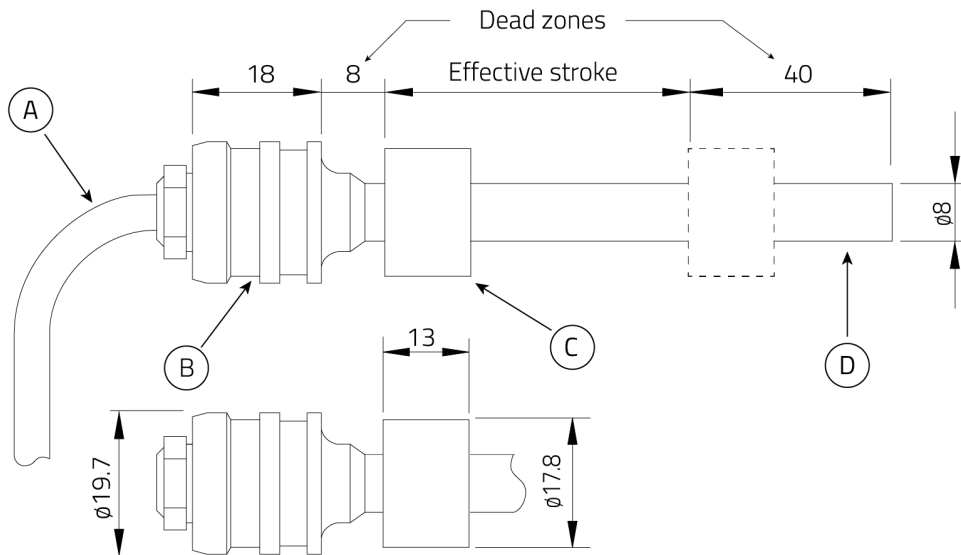 Dead zones
18
8
Effective stroke
40
A
ø8
B
C
D
13
ø19.7
ø17.8